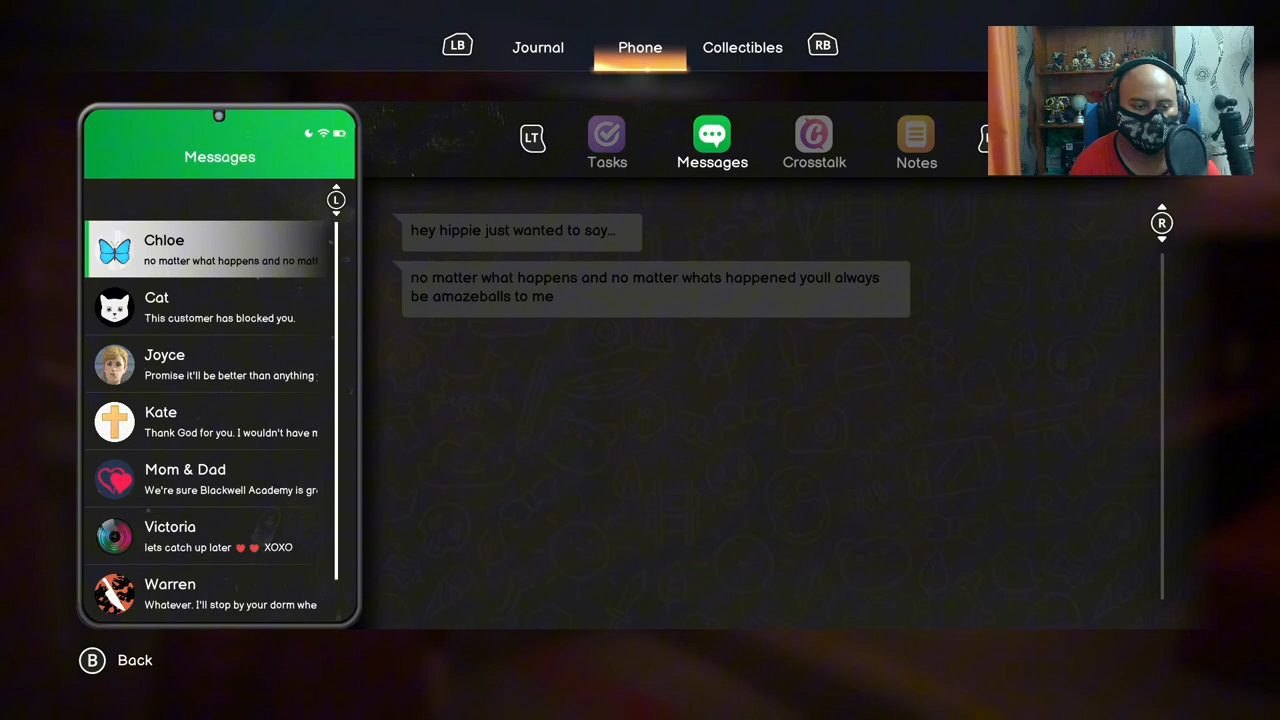 LB
Journal
Phone
Collectibles
RB
Messages
L
Chloe
no matter what happens and no matt
Cat
This customer has blocked you.
Joyce
Promise it'll be better than anything
Kate
Thank God for you. I wouldn't have
Mom & Dad
We're sure Blackwell Academy is
Victoria
lets catch up later ❤️ ❤️ XOXO
Warren
Whatever. I'll stop by your dorm whe
LT
Tasks
Messages
Crosstalk
Notes
R
hey hippie just wanted to say...
no matter what happens and no matter whats happened youll always
be amazeballs to me
B Back